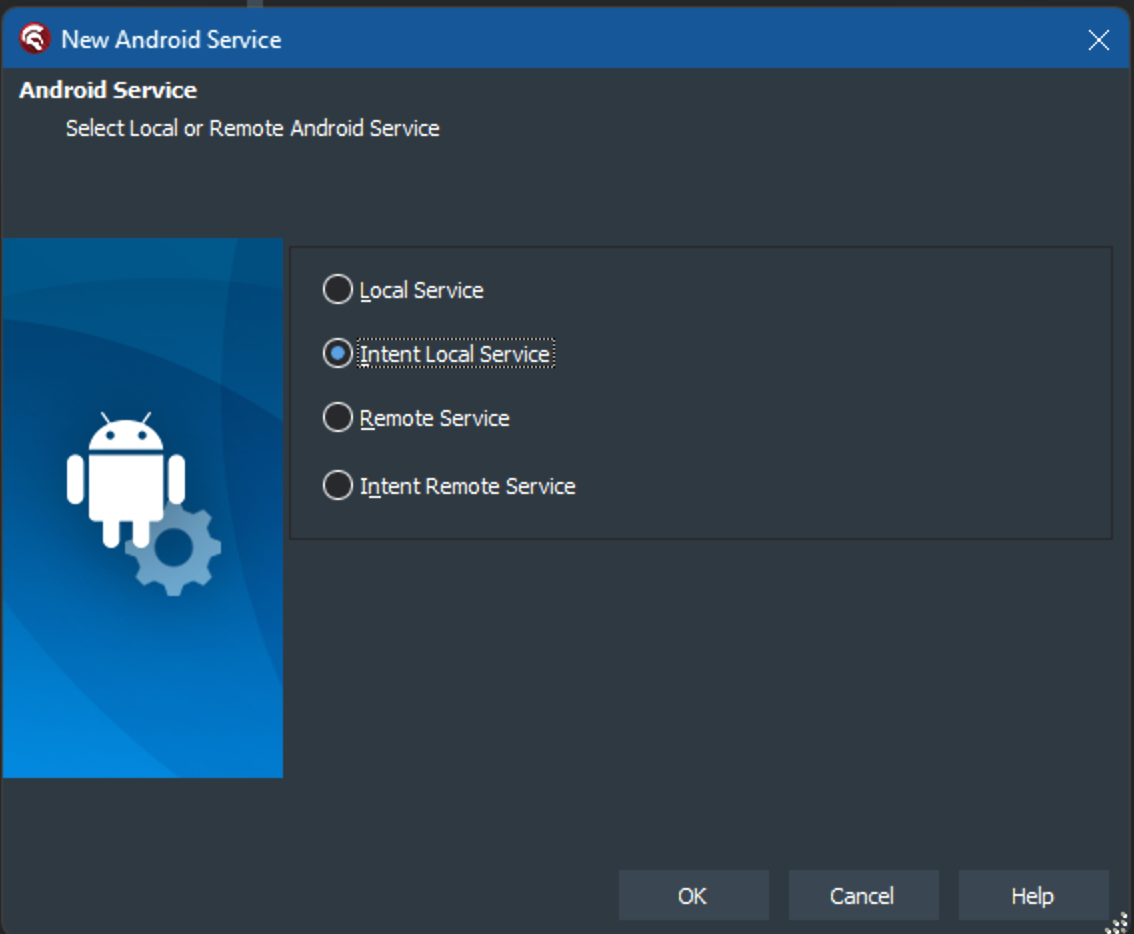 New Android Service
Android Service
Select Local or Remote Android Service
Local Service
Intent Local Service
Remote Service
Intent Remote Service
OK
Cancel
Help